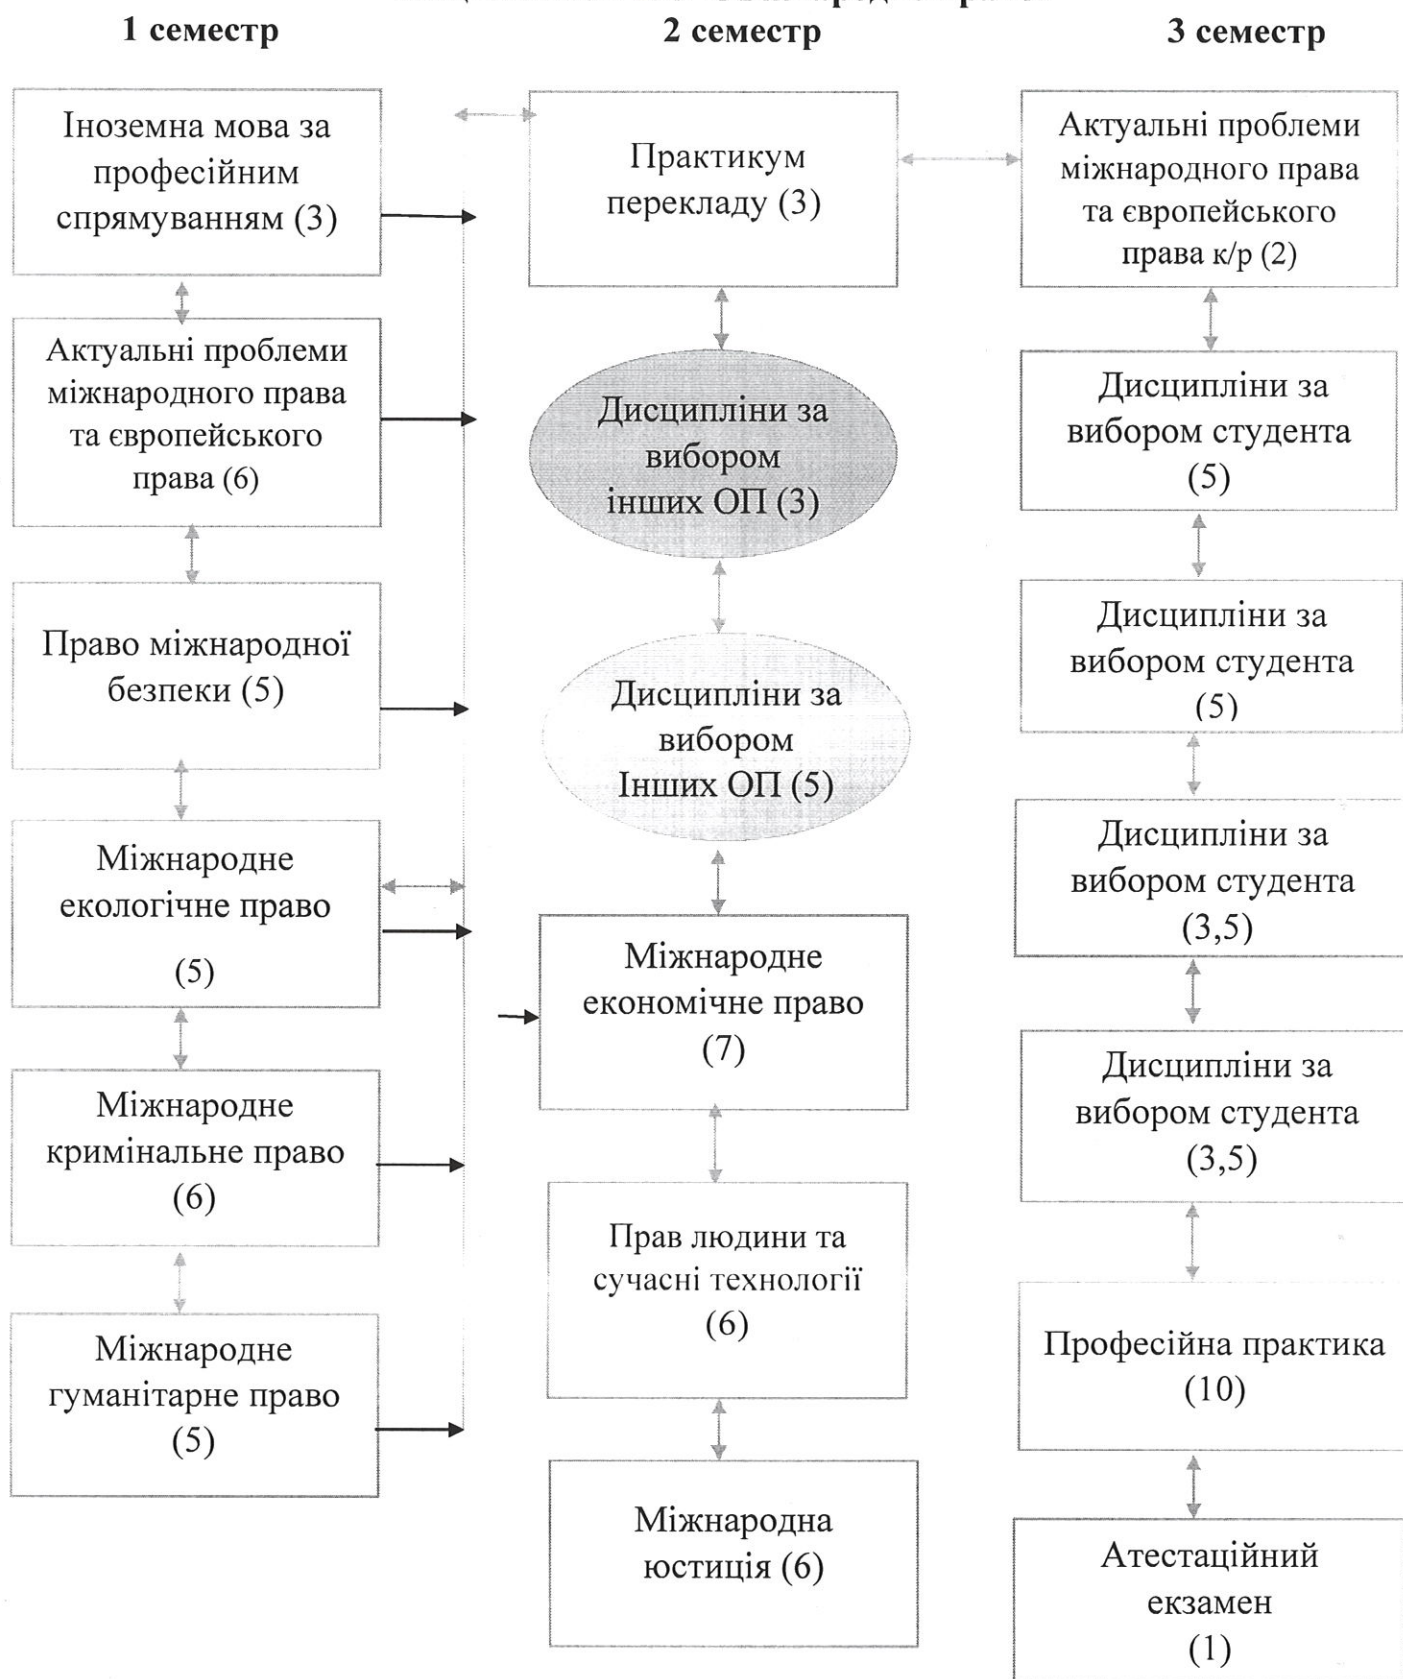 1 семестр
2 семестр
3 семестр
Іноземна мова за
професійним
спрямуванням (3)
Актуальні проблеми
міжнародного права
та європейського
права (6)
Право міжнародної
безпеки (5)
Міжнародне
екологічне право
(5)
Міжнародне
кримінальне право
(6)
Міжнародне
гуманітарне право
(5)
Практикум
перекладу (3)
Дисципліни за
вибором
інших ОП (3)
Дисципліни за
вибором
Інших ОП (5)
Міжнародне
економічне право
(7)
Прав людини та
сучасні технології
(6)
Міжнародна
юстиція (6)
Актуальні проблеми
міжнародного права
та європейського
права к/р (2)
Дисципліни за
вибором студента
(5)
Дисципліни за
вибором студента
(5)
Дисципліни за
вибором студента
(3,5)
Дисципліни за
вибором студента
(3,5)
Професійна практика
(10)
Атестаційний
екзамен
(1)